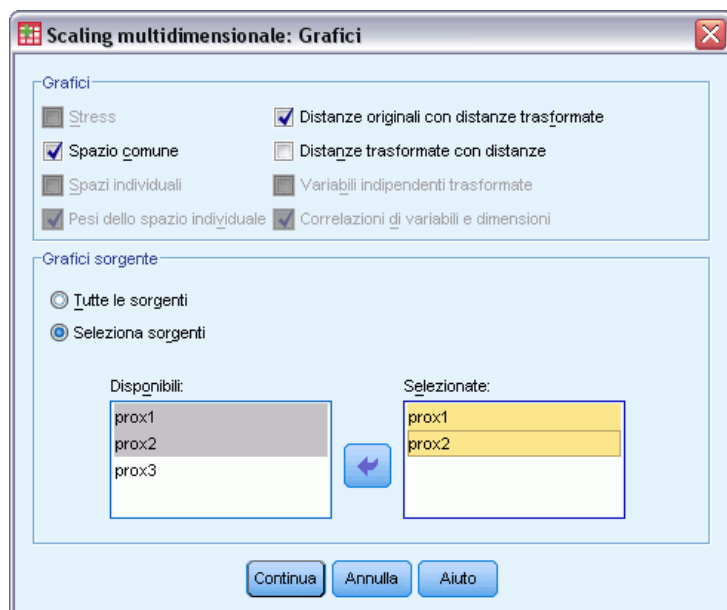 Scaling multidimensionale: Grafici
Grafici
Stress
Distanze originali con distanze trasformate
Spazio comune
Distanze trasformate con distanze
Spazi individuali
Variabili indipendenti trasformate
Pesi dello spazio individuale
Correlazioni di variabili e dimensioni
Grafici sorgente
Tutte le sorgenti
Seleziona sorgenti
Disponibili:
prox1
prox2
prox3
Selezionate:
prox1
prox2
Continua
Annulla
Aiuto